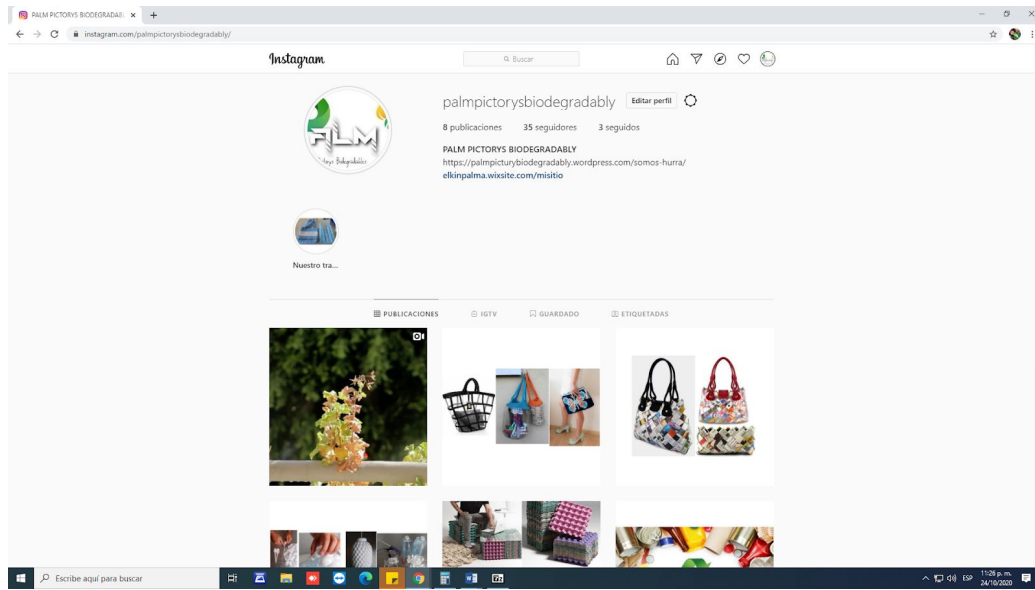 PALM PICTORYS BIODEGRADABL
instagram.com/palmpictorysbiodegradably/
Instagram
Buscar
palmpictorysbiodegradably
Editar perfil
8 publicaciones 35 seguidores 3 seguidos
PALM PICTORYS BIODEGRADABLY
https://palmpicturybiodegradably.wordpress.com/somos-hurra/
elkinpalma.wixsite.com/misitio
ALM
Nuestro tra...
PUBLICACIONES IGTV GUARDADO ETIQUETADAS
Escribe aquí para buscar
ESP
11:26 p. m.
24/10/2020